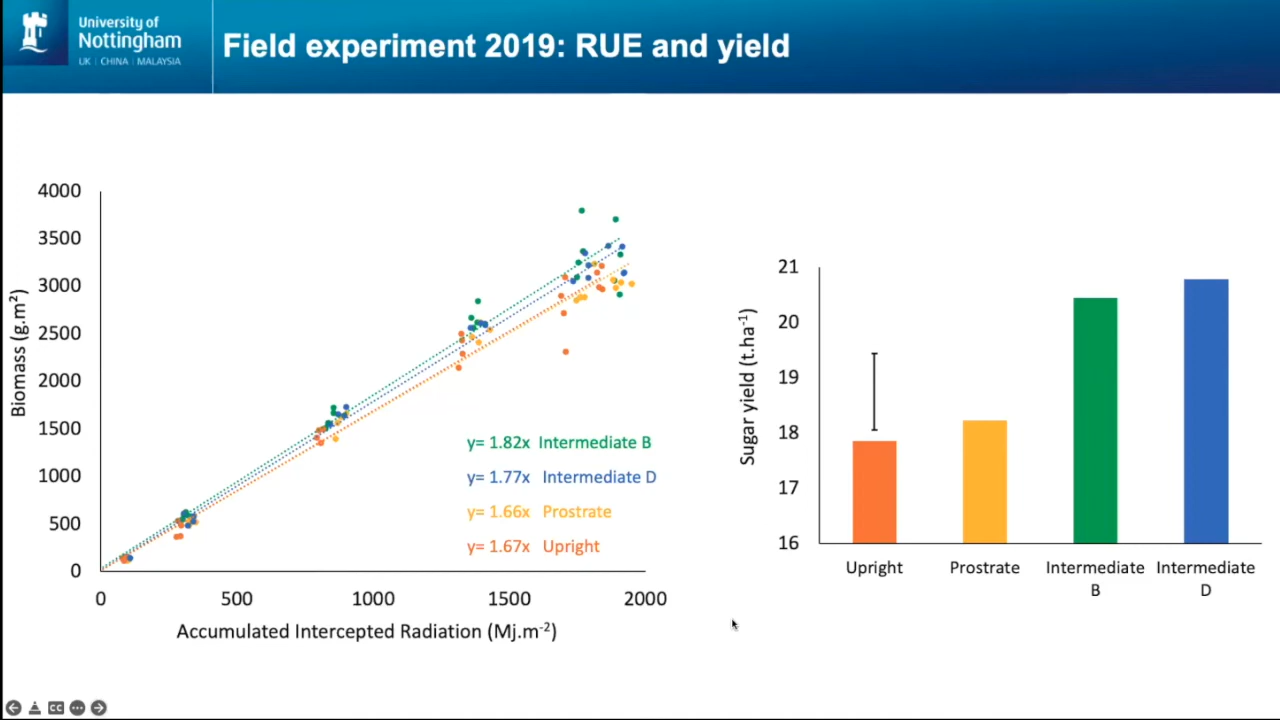 University of
Nottingham
UK | CHINA | MALAYSIA
Field experiment 2019: RUE and yield
4000
3500
3000
2500
2000
1500
1000
500
0
Biomass (g.m²)
0 500 1000 1500 2000
Accumulated Intercepted Radiation (Mj.m⁻²)
y= 1.82x Intermediate B
y= 1.77x Intermediate D
y= 1.66x Prostrate
y= 1.67x Upright
21
20
19
18
17
16
Sugar yield (t.ha⁻¹)
Upright Prostrate Intermediate B Intermediate D
CC